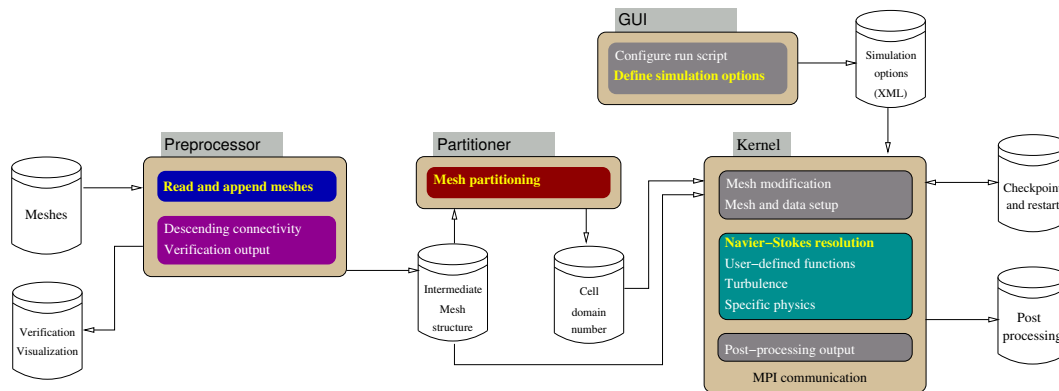 GUI
Configure run script
Define simulation options
Simulation
options
(XML)
Preprocessor
Read and append meshes
Descending connectivity
Verification output
Meshes
Verification
Visualization
Partitioner
Mesh partitioning
Intermediate
Mesh
structure
Cell
domain
number
Kernel
Mesh modification
Mesh and data setup
Navier−Stokes resolution
User−defined functions
Turbulence
Specific physics
Post−processing output
MPI communication
Checkpoint
and restart
Post
processing